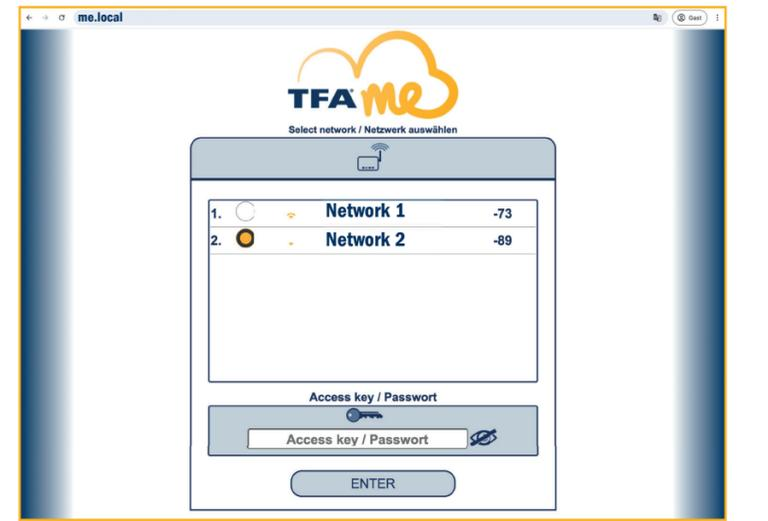 me.local
Gast
TFA me
Select network / Netzwerk auswählen
1. Network 1 -73
2. Network 2 -89
Access key / Passwort
Access key / Passwort
ENTER